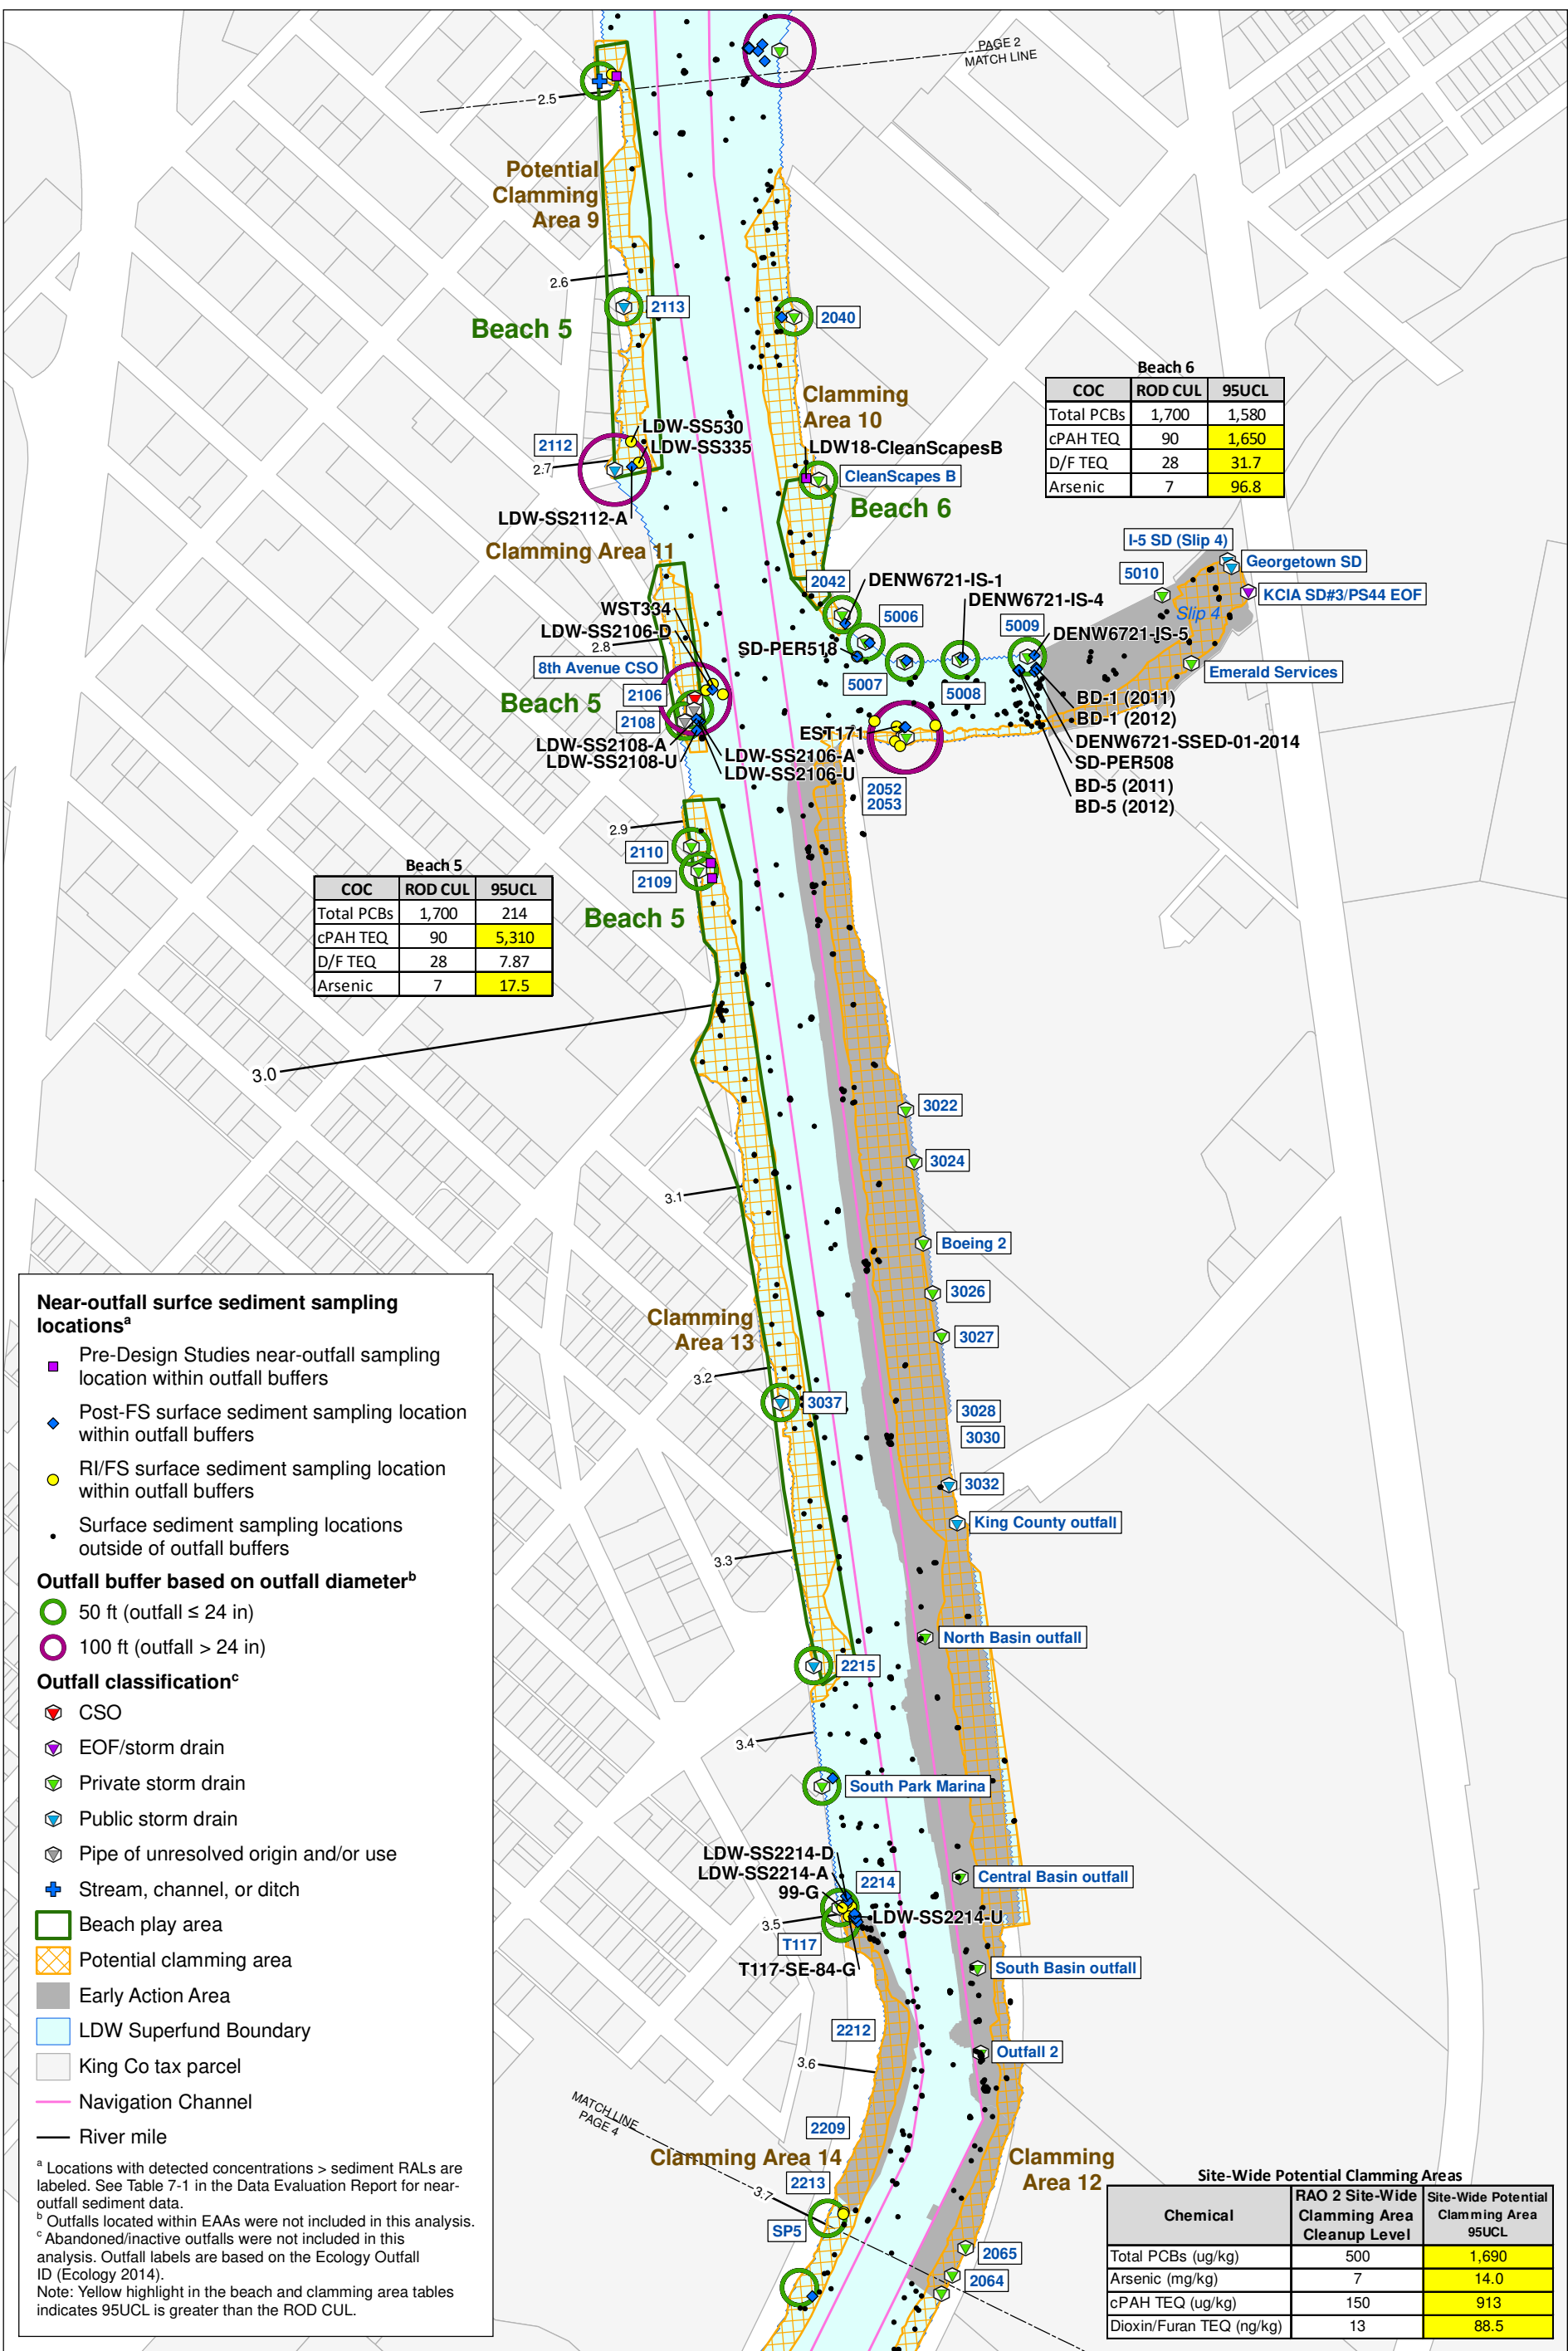 PAGE 2
MATCH LINE
2.5
Potential
Clamming
Area 9
2.6
2113
Beach 5
2040
Beach 6
COC ROD CUL 95UCL
Total PCBs 1,700 1,580
cPAH TEQ 90 1,650
D/F TEQ 28 31.7
Arsenic 7 96.8
Clamming
Area 10
LDW-SS530
LDW-SS335
2112
2.7
LDW18-CleanScapesB
CleanScapes B
Beach 6
LDW-SS2112-A
Clamming Area 11
I-5 SD (Slip 4)
Georgetown SD
5010
KCIA SD#3/PS44 EOF
Slip 4
2042
DENW6721-IS-1
DENW6721-IS-4
WST334
5006
5009
LDW-SS2106-D
DENW6721-IS-5
2.8
SD-PER518
8th Avenue CSO
Emerald Services
5007
5008
2106
Beach 5
BD-1 (2011)
BD-1 (2012)
2108
EST171
LDW-SS2108-A
LDW-SS2108-U
LDW-SS2106-A
LDW-SS2106-U
DENW6721-SSED-01-2014
SD-PER508
BD-5 (2011)
BD-5 (2012)
2052
2053
2.9
2110
2109
Beach 5
COC ROD CUL 95UCL
Total PCBs 1,700 214
cPAH TEQ 90 5,310
D/F TEQ 28 7.87
Arsenic 7 17.5
Beach 5
3.0
3022
3024
3.1
Boeing 2
3026
Clamming
Area 13
3027
3.2
3037
3028
3030
3032
King County outfall
3.3
North Basin outfall
2215
3.4
South Park Marina
LDW-SS2214-D
LDW-SS2214-A
99-G
2214
Central Basin outfall
3.5
LDW-SS2214-U
T117
T117-SE-84-G
South Basin outfall
2212
Outfall 2
3.6
MATCH LINE
PAGE 4
2209
Clamming Area 14
Clamming
Area 12
2213
3.7
SP5
2065
2064
Near-outfall surfce sediment sampling
locationsa
Pre-Design Studies near-outfall sampling
location within outfall buffers
Post-FS surface sediment sampling location
within outfall buffers
RI/FS surface sediment sampling location
within outfall buffers
Surface sediment sampling locations
outside of outfall buffers
Outfall buffer based on outfall diameterb
50 ft (outfall ≤ 24 in)
100 ft (outfall > 24 in)
Outfall classificationc
CSO
EOF/storm drain
Private storm drain
Public storm drain
Pipe of unresolved origin and/or use
Stream, channel, or ditch
Beach play area
Potential clamming area
Early Action Area
LDW Superfund Boundary
King Co tax parcel
Navigation Channel
River mile
a Locations with detected concentrations > sediment RALs are
labeled. See Table 7-1 in the Data Evaluation Report for near-
outfall sediment data.
b Outfalls located within EAAs were not included in this analysis.
c Abandoned/inactive outfalls were not included in this
analysis. Outfall labels are based on the Ecology Outfall
ID (Ecology 2014).
Note: Yellow highlight in the beach and clamming area tables
indicates 95UCL is greater than the ROD CUL.
Site-Wide Potential Clamming Areas
Chemical RAO 2 Site-Wide Clamming Area Cleanup Level Site-Wide Potential Clamming Area 95UCL
Total PCBs (ug/kg) 500 1,690
Arsenic (mg/kg) 7 14.0
cPAH TEQ (ug/kg) 150 913
Dioxin/Furan TEQ (ng/kg) 13 88.5